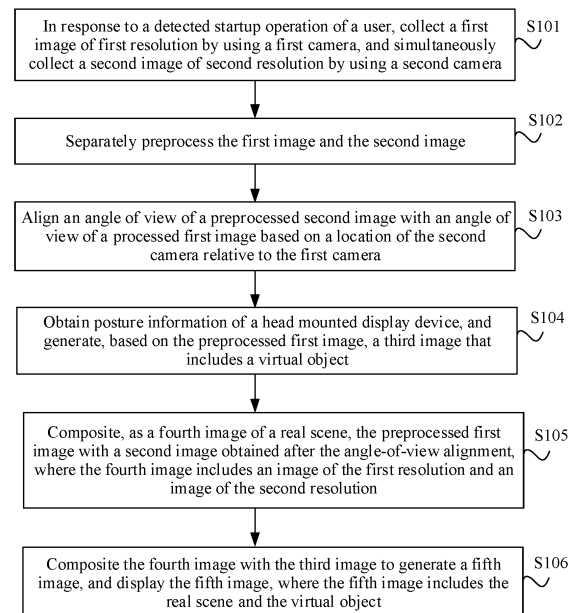 In response to a detected startup operation of a user, collect a first
image of first resolution by using a first camera, and simultaneously
collect a second image of second resolution by using a second camera
S101
Separately preprocess the first image and the second image
S102
Align an angle of view of a preprocessed second image with an angle of
view of a processed first image based on a location of the second
camera relative to the first camera
S103
Obtain posture information of a head mounted display device, and
generate, based on the preprocessed first image, a third image that
includes a virtual object
S104
Composite, as a fourth image of a real scene, the preprocessed first
image with a second image obtained after the angle-of-view alignment,
where the fourth image includes an image of the first resolution and an
image of the second resolution
S105
Composite the fourth image with the third image to generate a fifth
image, and display the fifth image, where the fifth image includes the
real scene and the virtual object
S106